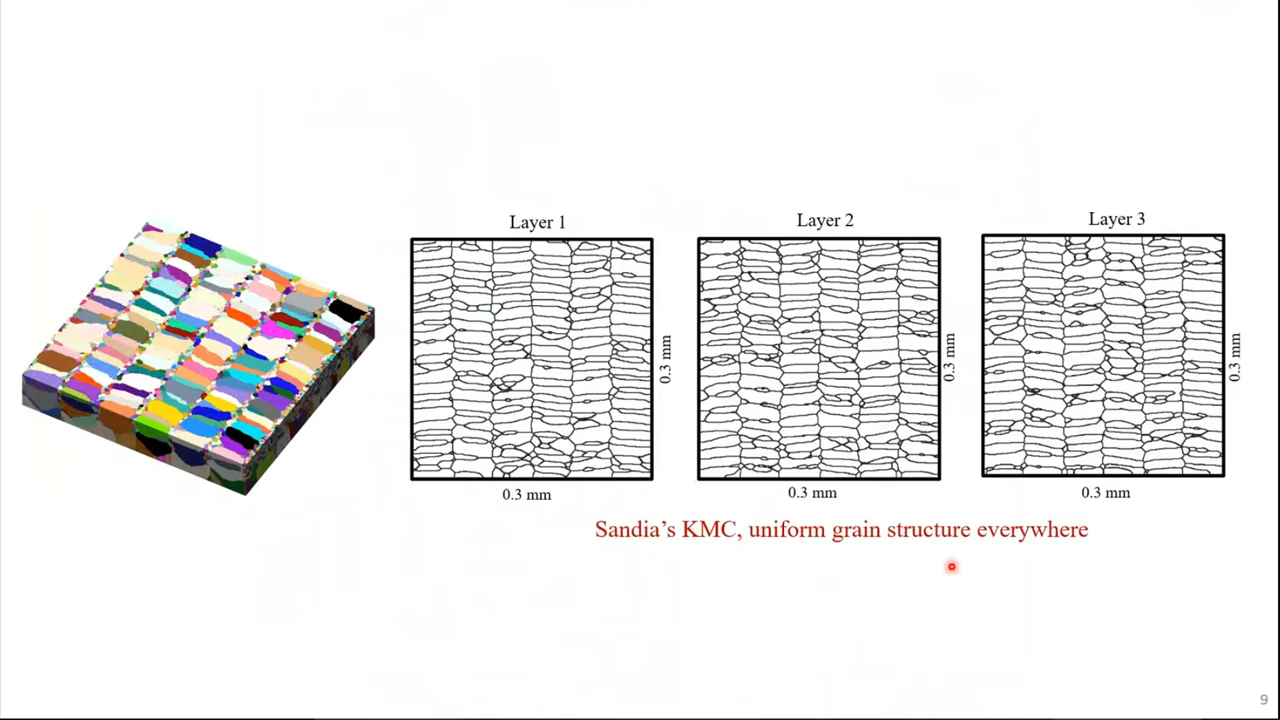 Layer 1
Layer 2
Layer 3
0.3 mm
0.3 mm
0.3 mm
0.3 mm
0.3 mm
0.3 mm
Sandia’s KMC, uniform grain structure everywhere
9